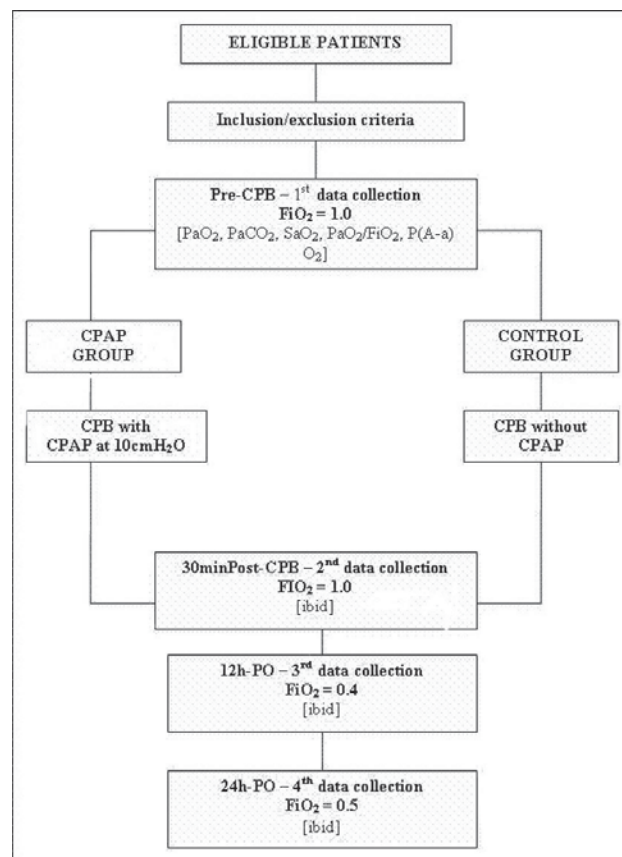 ELIGIBLE PATIENTS
Inclusion/exclusion criteria
Pre-CPB – 1st data collection
FiO2 = 1.0
[PaO2, PaCO2, SaO2, PaO2/FiO2, P(A-a)
O2]
CPAP
GROUP
CONTROL
GROUP
CPB with
CPAP at 10cmH2O
CPB without
CPAP
30minPost-CPB – 2nd data collection
FIO2 = 1.0
[ibid]
12h-PO – 3rd data collection
FiO2 = 0.4
[ibid]
24h-PO – 4th data collection
FiO2 = 0.5
[ibid]